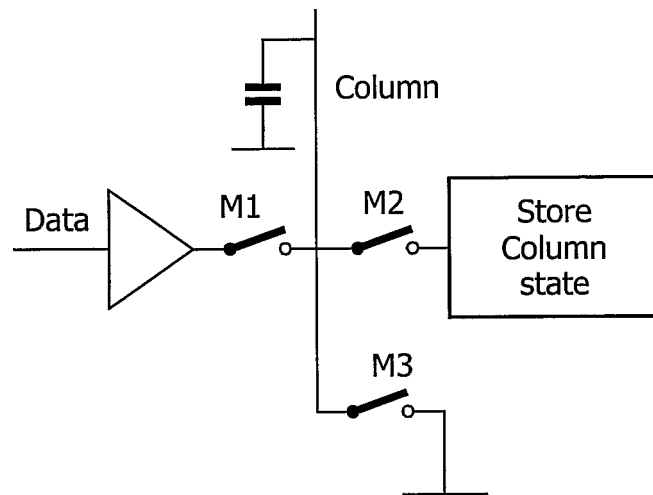 Column
Data
M1
M2
Store
Column
state
M3